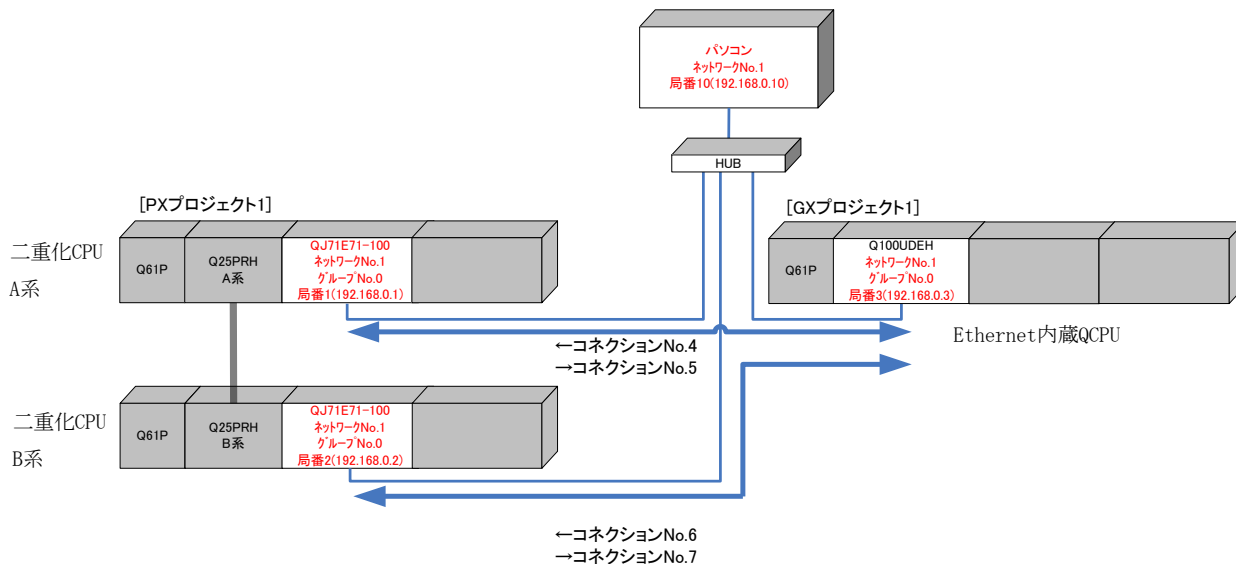 パソコン
ネットワークNo.1
局番10(192.168.0.10)
HUB
[PXプロジェクト1]
二重化CPU
A系
Q61P
Q25PRH
A系
QJ71E71-100
ネットワークNo.1
グループNo.0
局番1(192.168.0.1)
[GXプロジェクト1]
Q61P
Q100UDEH
ネットワークNo.1
グループNo.0
局番3(192.168.0.3)
Ethernet内蔵QCPU
←コネクションNo.4
→コネクションNo.5
二重化CPU
B系
Q61P
Q25PRH
B系
QJ71E71-100
ネットワークNo.1
グループNo.0
局番2(192.168.0.2)
←コネクションNo.6
→コネクションNo.7